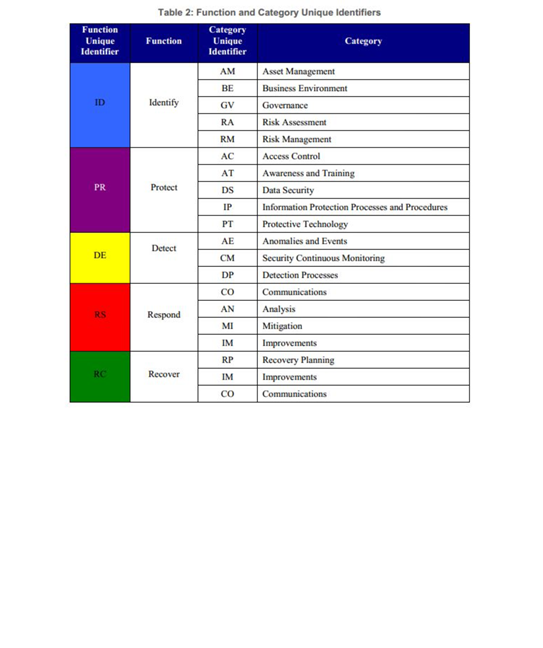 Table 2: Function and Category Unique Identifiers
Function Unique Identifier Function Category Unique Identifier Category
ID Identify AM Asset Management
BE Business Environment
GV Governance
RA Risk Assessment
RM Risk Management
PR Protect AC Access Control
AT Awareness and Training
DS Data Security
IP Information Protection Processes and Procedures
PT Protective Technology
DE Detect AE Anomalies and Events
CM Security Continuous Monitoring
DP Detection Processes
RS Respond CO Communications
AN Analysis
MI Mitigation
IM Improvements
RC Recover RP Recovery Planning
IM Improvements
CO Communications